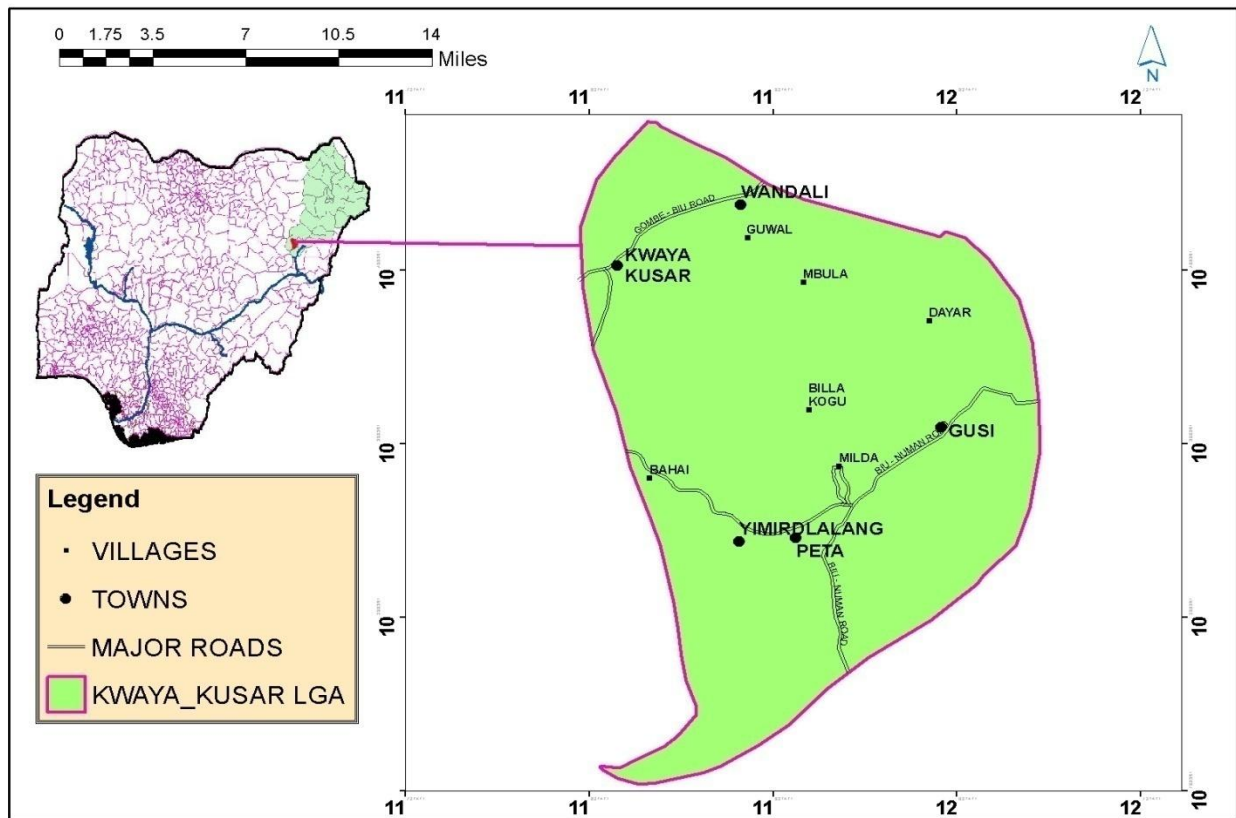 0 1.75 3.5 7 10.5 14
Miles
N
11 11 11 12 12
WANDALI
GOMBE - BIU ROAD
GUWAL
KWAYA
KUSAR
10 10
MBULA
DAYAR
BILLA
KOGU
GUSI
10 10
BIU - NUMAN ROAD
MILDA
BAHAI
YIMIRDLALANG
PETA
BIU - NUMAN ROAD
10 10
10 10
11 11 11 12 12
Legend
VILLAGES
TOWNS
MAJOR ROADS
KWAYA_KUSAR LGA